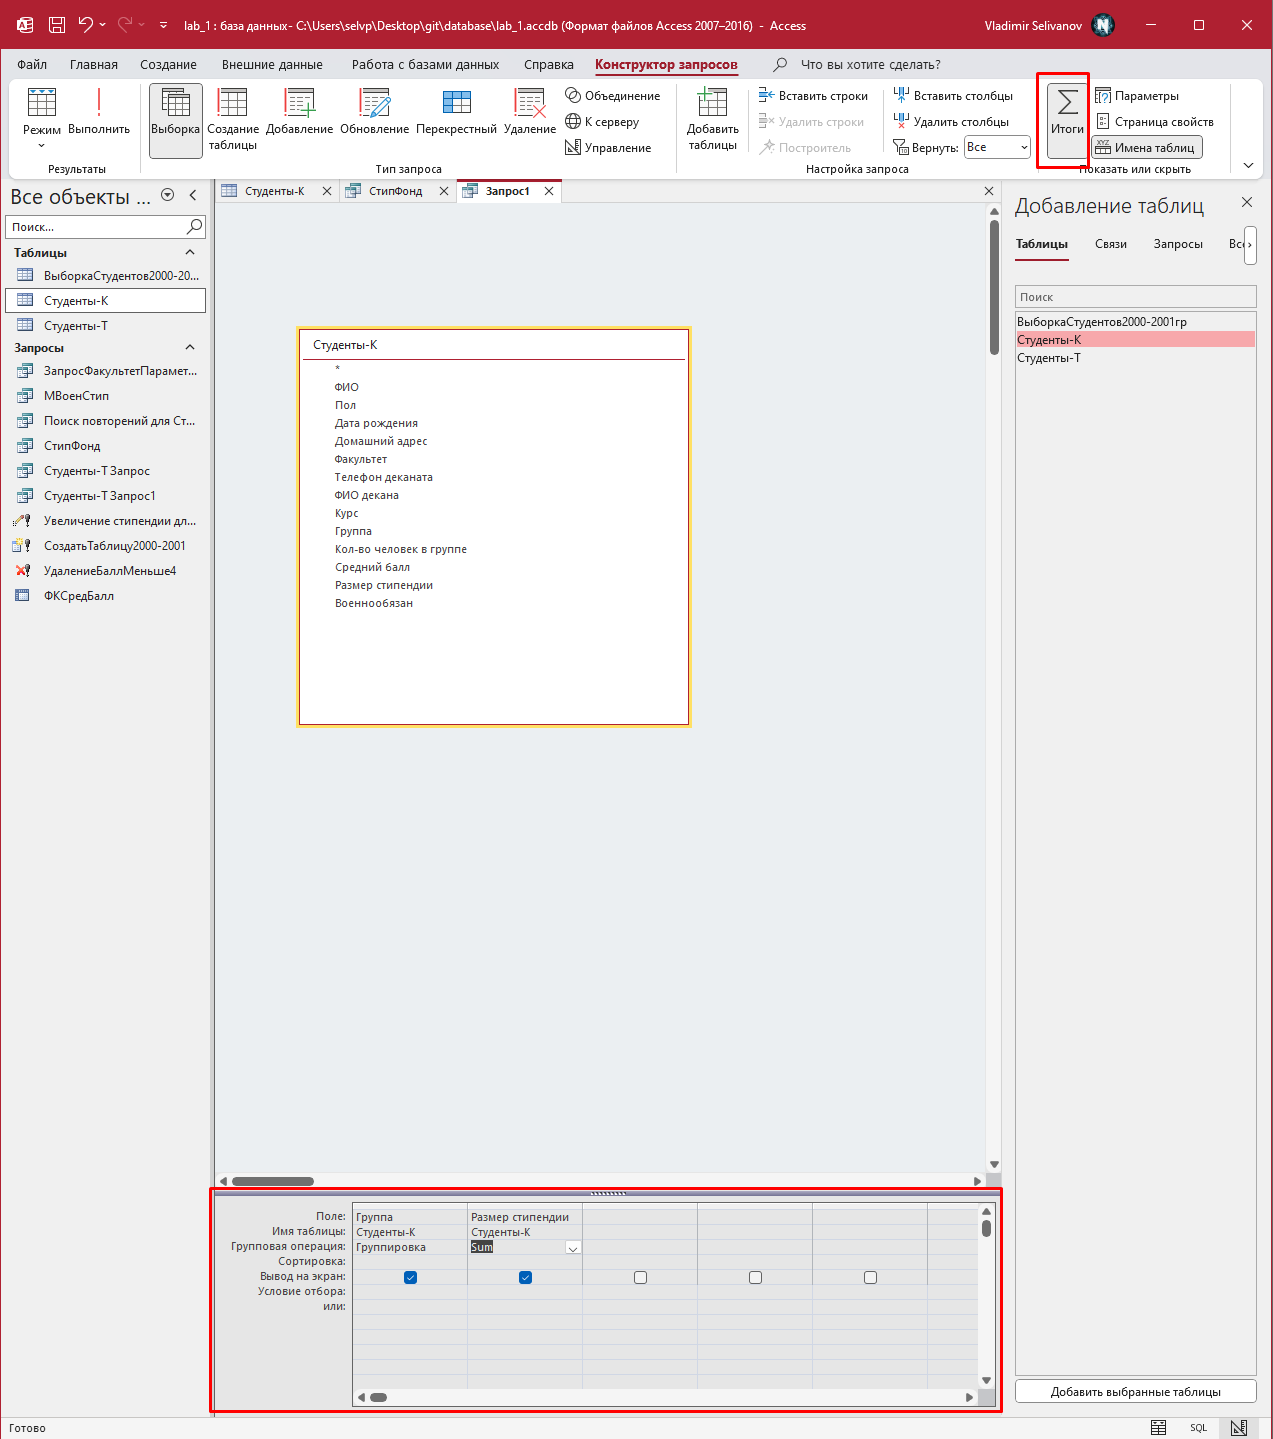 lab_1 : база данных- C:\Users\selvp\Desktop\git\database\lab_1.accdb (Формат файлов Access 2007–2016) - Access
Vladimir Selivanov
Файл Главная Создание Внешние данные Работа с базами данных Справка Конструктор запросов Что вы хотите сделать?
Режим
Выполнить
Результаты
Выборка
Создание таблицы
Добавление
Обновление
Перекрестный
Удаление
Объединение
К серверу
Управление
Тип запроса
Добавить таблицы
Вставить строки
Удалить строки
Построитель
Вставить столбцы
Удалить столбцы
Вернуть: Все
Настройка запроса
Итоги
Параметры
Страница свойств
Имена таблиц
Показать или скрыть
Все объекты ...
Поиск...
Таблицы
ВыборкаСтудентов2000-20...
Студенты-К
Студенты-Т
Запросы
ЗапросФакультетПарамет...
МВоенСтип
Поиск повторений для Ст...
СтипФонд
Студенты-Т Запрос
Студенты-Т Запрос1
Увеличение стипендии дл...
СоздатьТаблицу2000-2001
УдалениеБаллМеньше4
ФКСредБалл
Студенты-К СтипФонд Запрос1
Студенты-К
*
ФИО
Пол
Дата рождения
Домашний адрес
Факультет
Телефон деканата
ФИО декана
Курс
Группа
Кол-во человек в группе
Средний балл
Размер стипендии
Военнообязан
Поле: Группа Размер стипендии
Имя таблицы: Студенты-К Студенты-К
Групповая операция: Группировка Sum
Сортировка:
Вывод на экран:
Условие отбора:
или:
Добавление таблиц
Таблицы Связи Запросы Все
Поиск
ВыборкаСтудентов2000-2001гр
Студенты-К
Студенты-Т
Добавить выбранные таблицы
Готово
SQL